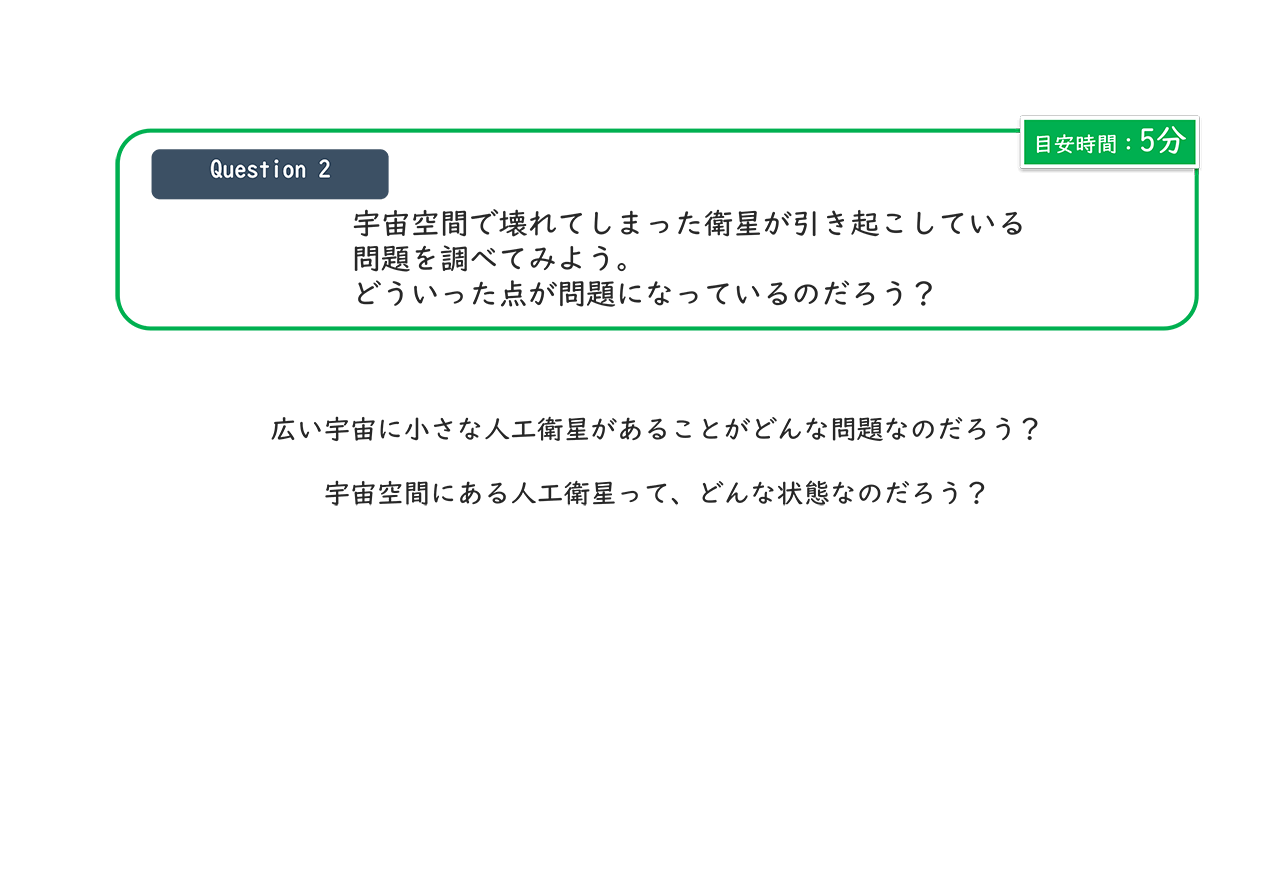 目安時間：5分
Question 2
宇宙空間で壊れてしまった衛星が引き起こしている
問題を調べてみよう。
どういった点が問題になっているのだろう？
広い宇宙に小さな人工衛星があることがどんな問題なのだろう？
宇宙空間にある人工衛星って、どんな状態なのだろう？